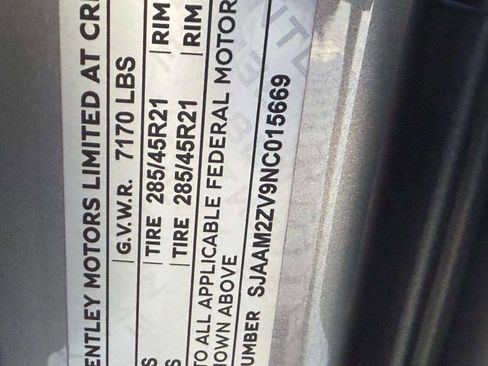 ENTLEY MOTORS LIMITED AT CR
G.V.W.R. 7170 LBS
S TIRE 285/45R21 RIM
S TIRE 285/45R21 RIM
TO ALL APPLICABLE FEDERAL MOTOR
HOWN ABOVE
UMBER SJAAM2ZV9NC015669